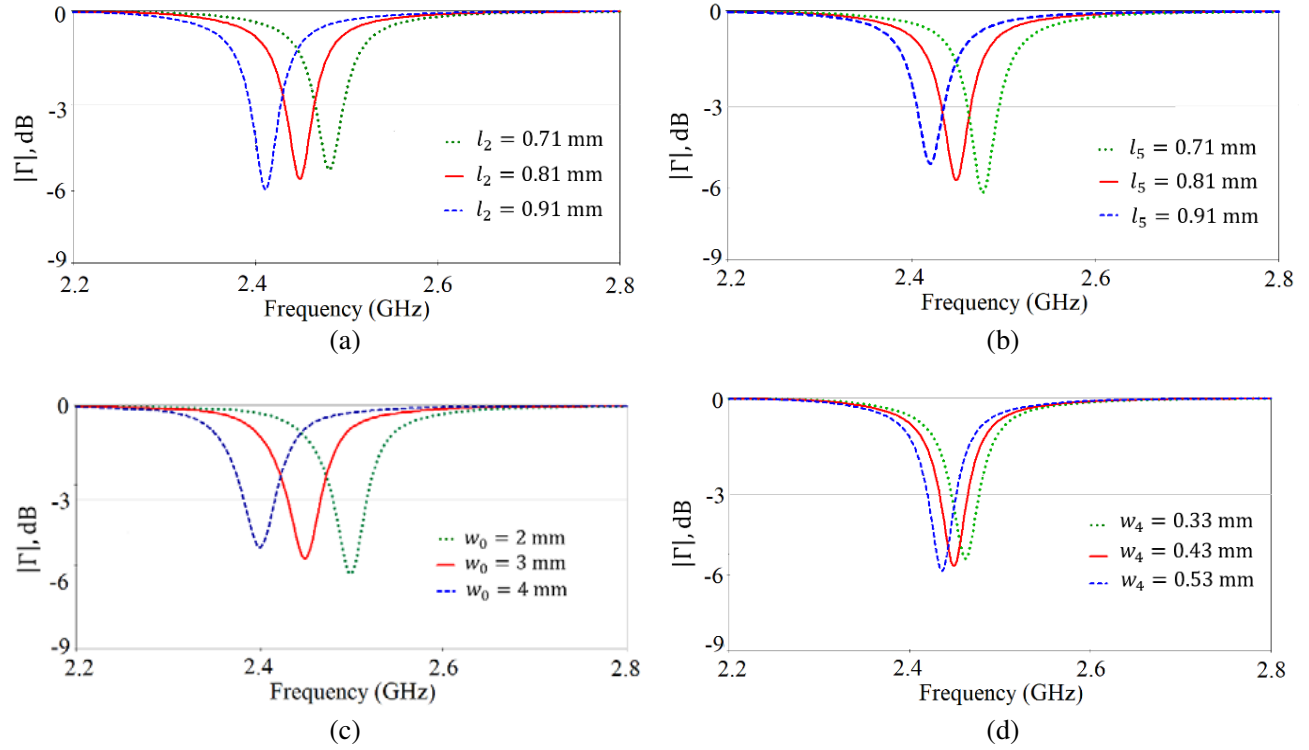 0
-3
-6
-9
|Γ|, dB
l₂ = 0.71 mm
l₂ = 0.81 mm
l₂ = 0.91 mm
2.2 2.4 2.6 2.8
Frequency (GHz)
(a)
0
-3
-6
-9
|Γ|, dB
l₅ = 0.71 mm
l₅ = 0.81 mm
l₅ = 0.91 mm
2.2 2.4 2.6 2.8
Frequency (GHz)
(b)
0
-3
-6
-9
|Γ|, dB
w₀ = 2 mm
w₀ = 3 mm
w₀ = 4 mm
2.2 2.4 2.6 2.8
Frequency (GHz)
(c)
0
-3
-6
-9
|Γ|, dB
w₄ = 0.33 mm
w₄ = 0.43 mm
w₄ = 0.53 mm
2.2 2.4 2.6 2.8
Frequency (GHz)
(d)